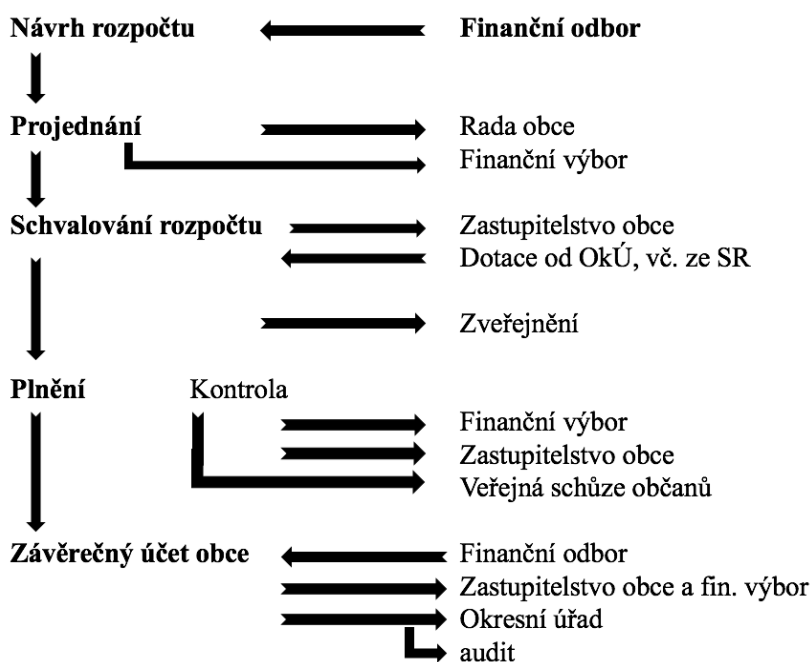 Návrh rozpočtu Finanční odbor
Projednání Rada obce
Finanční výbor
Schvalování rozpočtu Zastupitelstvo obce
Dotace od OkÚ, vč. ze SR
Zveřejnění
Plnění Kontrola
Finanční výbor
Zastupitelstvo obce
Veřejná schůze občanů
Závěrečný účet obce Finanční odbor
Zastupitelstvo obce a fin. výbor
Okresní úřad
audit